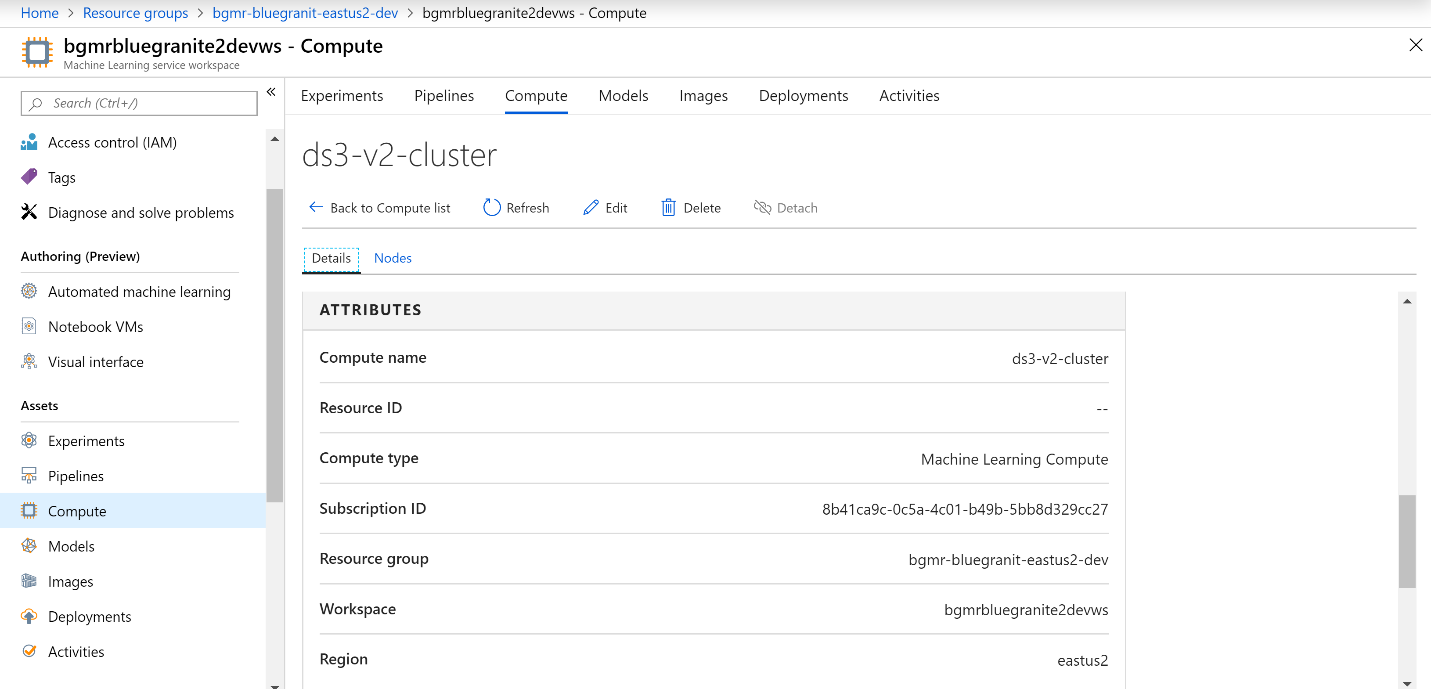 Home > Resource groups > bgmr-bluegranit-eastus2-dev > bgmrbluegranite2devws - Compute
bgmrbluegranite2devws - Compute
Machine Learning service workspace
Search (Ctrl+/)
Access control (IAM)
Tags
Diagnose and solve problems
Authoring (Preview)
Automated machine learning
Notebook VMs
Visual interface
Assets
Experiments
Pipelines
Compute
Models
Images
Deployments
Activities
Experiments Pipelines Compute Models Images Deployments Activities
ds3-v2-cluster
Back to Compute list Refresh Edit Delete Detach
Details Nodes
ATTRIBUTES
Compute name ds3-v2-cluster
Resource ID --
Compute type Machine Learning Compute
Subscription ID 8b41ca9c-0c5a-4c01-b49b-5bb8d329cc27
Resource group bgmr-bluegranit-eastus2-dev
Workspace bgmrbluegranite2devws
Region eastus2